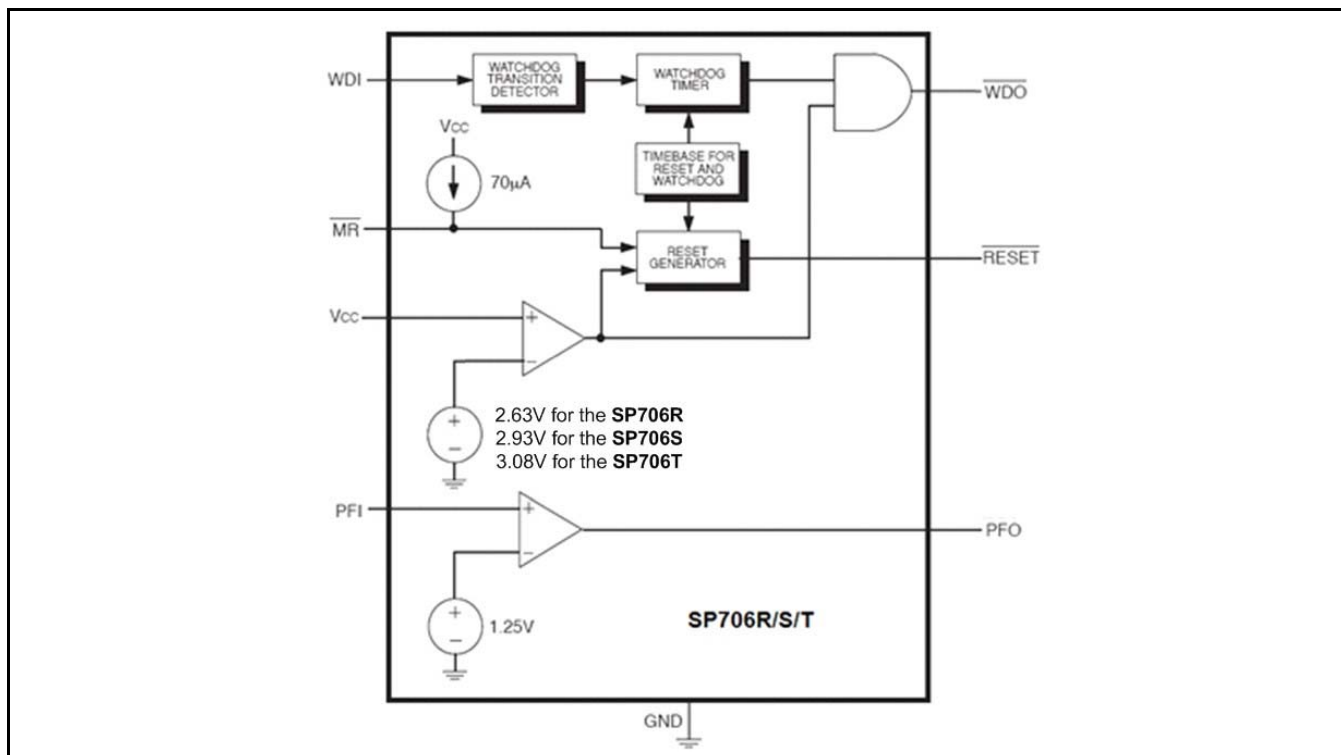 WDI
WATCHDOG
TRANSITION
DETECTOR
WATCHDOG
TIMER
WDO
VCC
70µA
TIMEBASE FOR
RESET AND
WATCHDOG
MR
RESET
GENERATOR
RESET
VCC
+
−
+
−
2.63V for the SP706R
2.93V for the SP706S
3.08V for the SP706T
PFI
+
−
PFO
+
−
1.25V
SP706R/S/T
GND